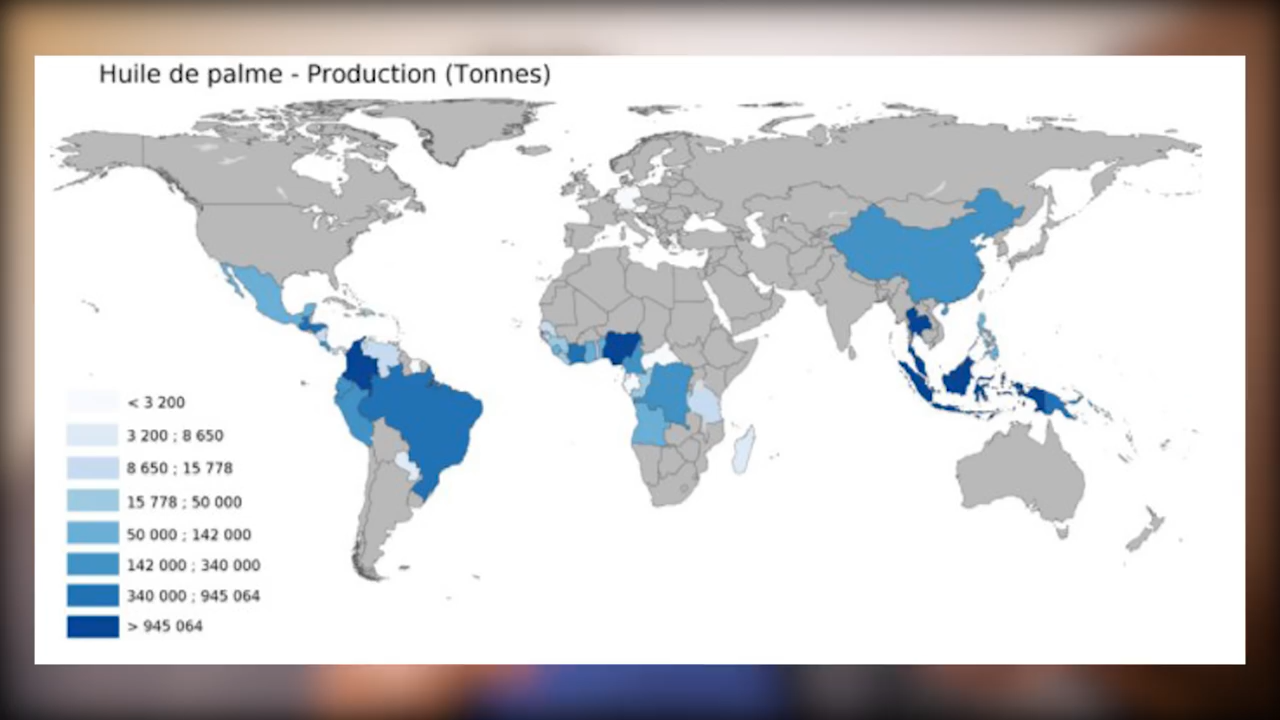 Huile de palme - Production (Tonnes)
< 3 200
3 200 ; 8 650
8 650 ; 15 778
15 778 ; 50 000
50 000 ; 142 000
142 000 ; 340 000
340 000 ; 945 064
> 945 064